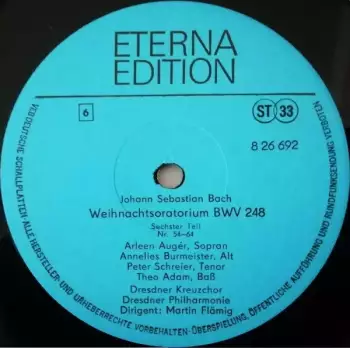 ETERNA
EDITION
6
ST 33
8 26 692
Johann Sebastian Bach
Weihnachtsoratorium BWV 248
Sechster Teil
Nr. 54–64
Arleen Augér, Sopran
Annelies Burmeister, Alt
Peter Schreier, Tenor
Theo Adam, Baß
Dresdner Kreuzchor
Dresdner Philharmonie
Dirigent: Martin Flämig
VEB DEUTSCHE SCHALLPLATTEN · ALLE HERSTELLER- UND URHEBERRECHTE VORBEHALTEN · ÜBERSPIELUNG, ÖFFENTLICHE AUFFÜHRUNG UND RUNDFUNKSENDUNG VERBOTEN